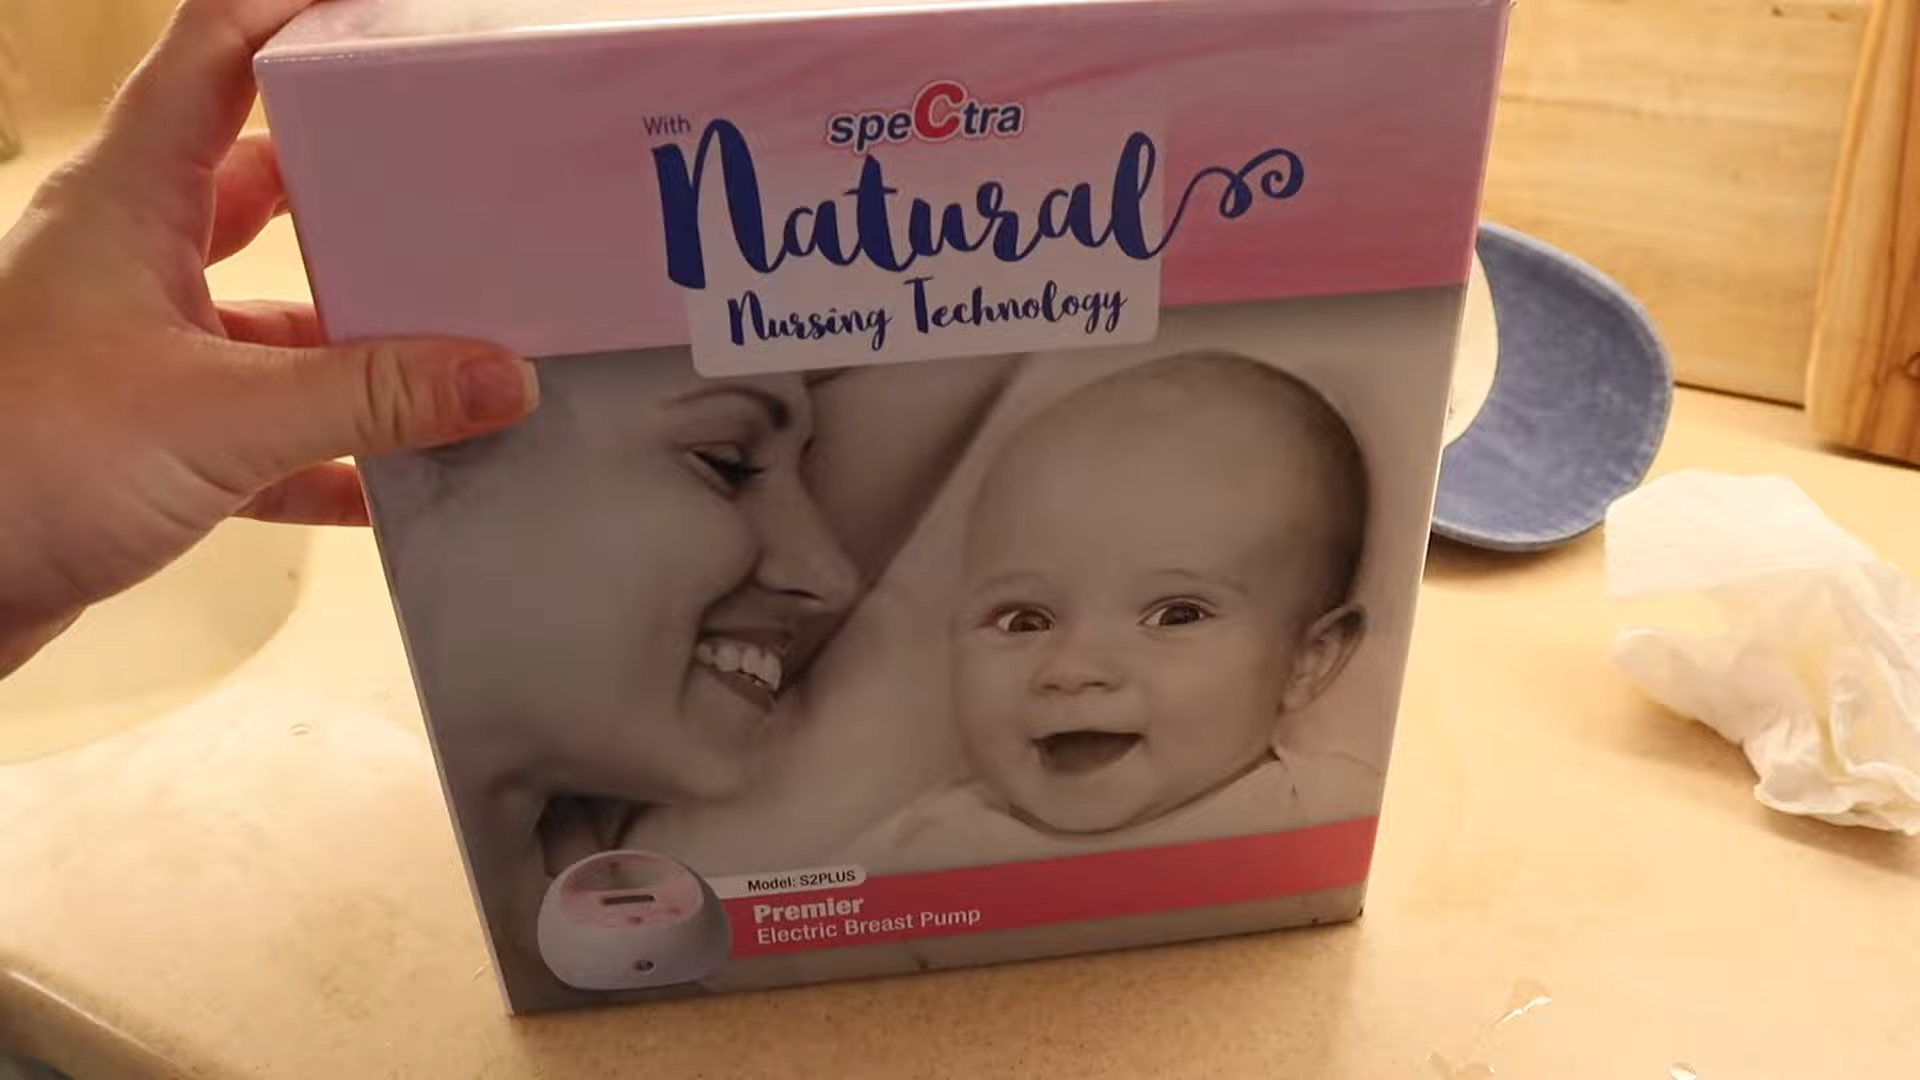 speCtra
With
Natural
Nursing Technology
Model: S2PLUS
Premier
Electric Breast Pump